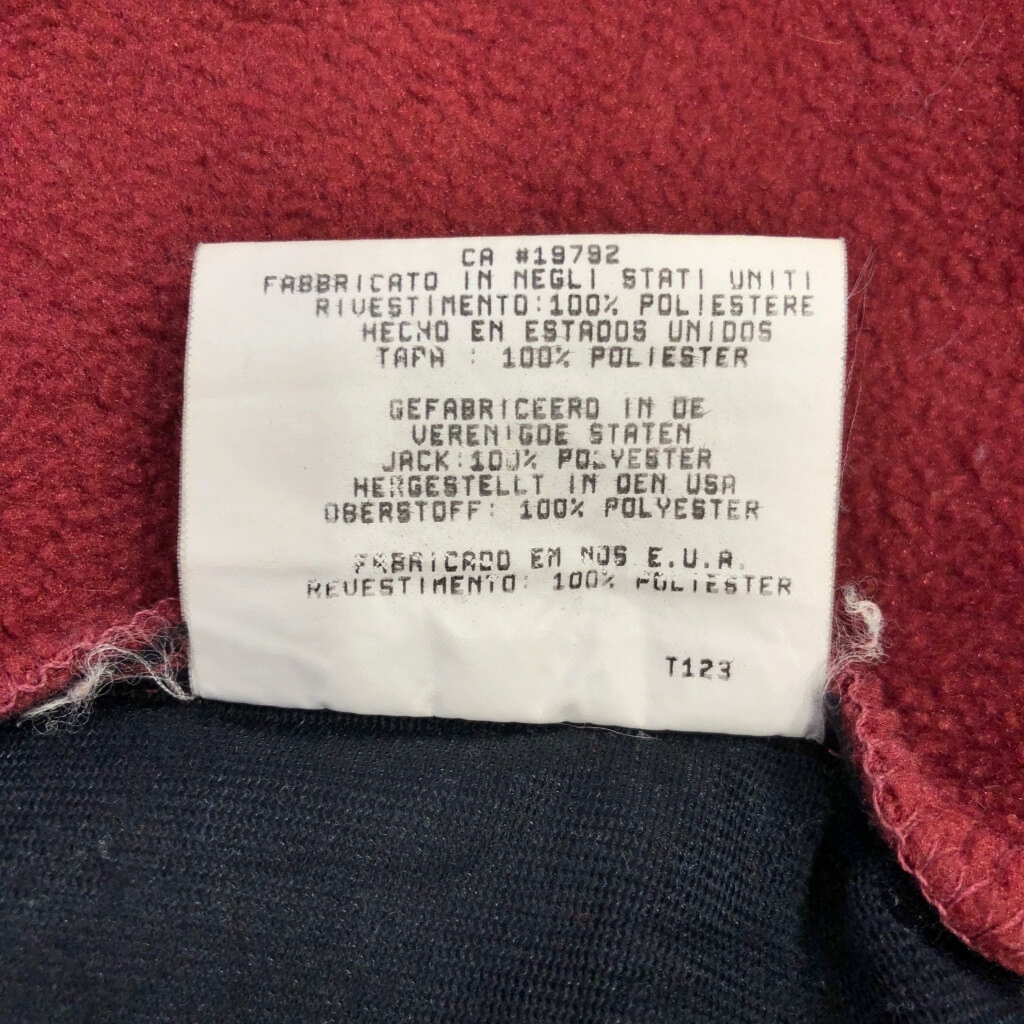 CA #19792
FABBRICATO IN NEGLI STATI UNITI
RIVESTIMENTO:100% POLIESTERE
HECHO EN ESTADOS UNIDOS
TAPA : 100% POLIESTER
GEFABRICEERD IN DE
VERENIGDE STATEN
JACK:100% POLYESTER
HERGESTELLT IN DEN USA
OBERSTOFF: 100% POLYESTER
FABRICADO EM NOS E.U.A.
REVESTIMENTO: 100% POLIESTER
T123